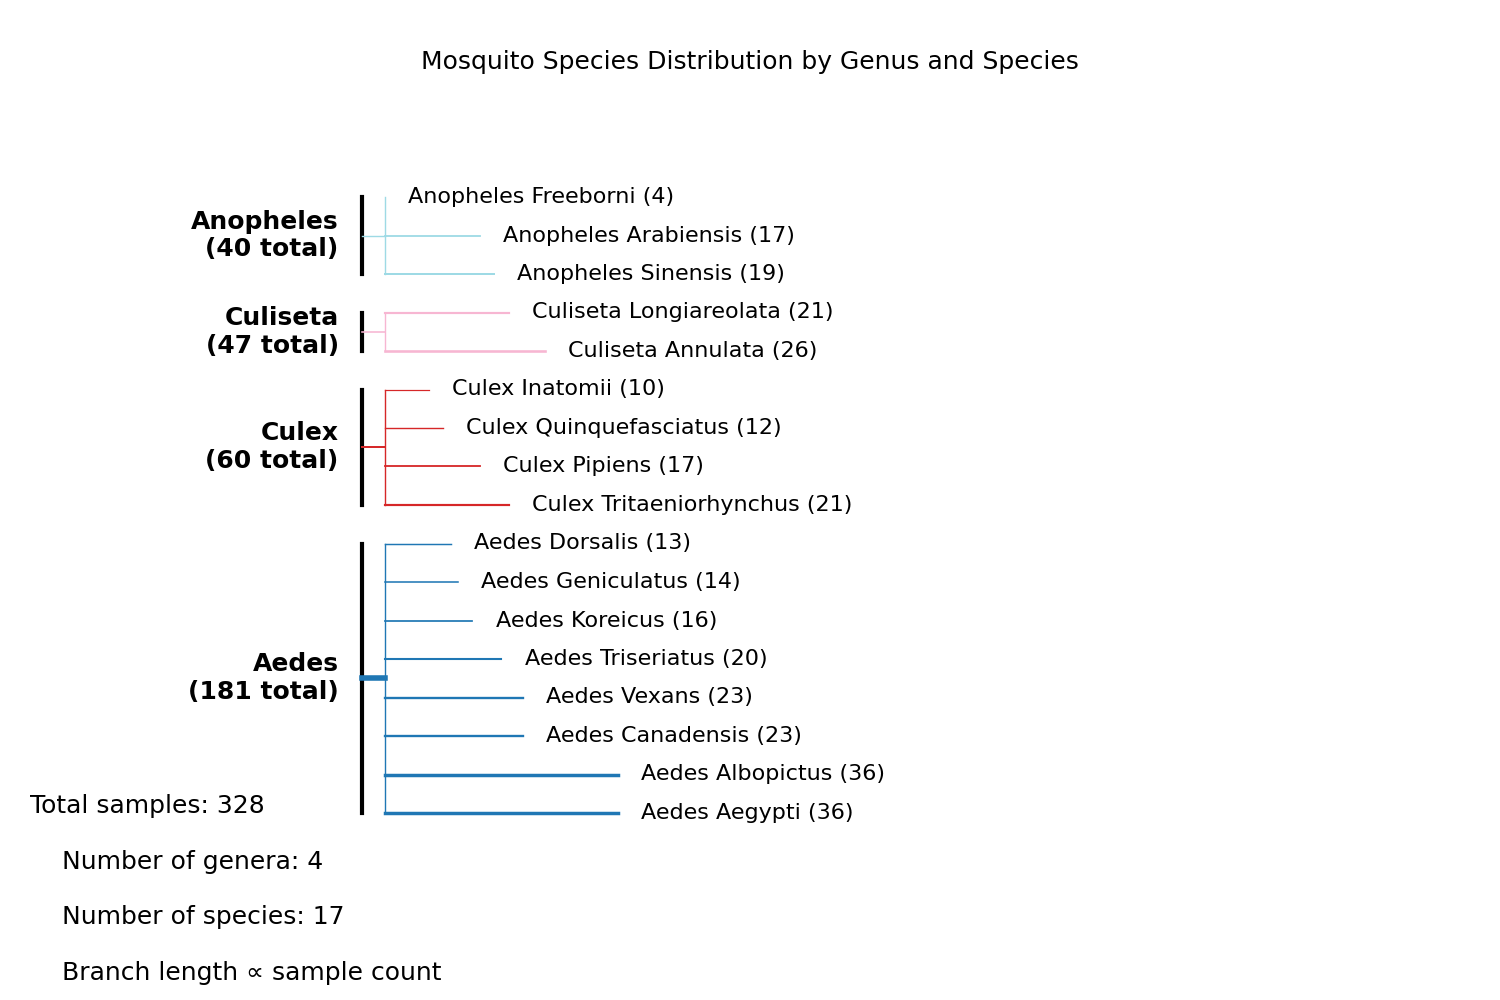 Mosquito Species Distribution by Genus and Species
Anopheles
(40 total)
Anopheles Freeborni (4)
Anopheles Arabiensis (17)
Anopheles Sinensis (19)
Culiseta
(47 total)
Culiseta Longiareolata (21)
Culiseta Annulata (26)
Culex
(60 total)
Culex Inatomii (10)
Culex Quinquefasciatus (12)
Culex Pipiens (17)
Culex Tritaeniorhynchus (21)
Aedes
(181 total)
Aedes Dorsalis (13)
Aedes Geniculatus (14)
Aedes Koreicus (16)
Aedes Triseriatus (20)
Aedes Vexans (23)
Aedes Canadensis (23)
Aedes Albopictus (36)
Aedes Aegypti (36)
Total samples: 328
Number of genera: 4
Number of species: 17
Branch length ∝ sample count